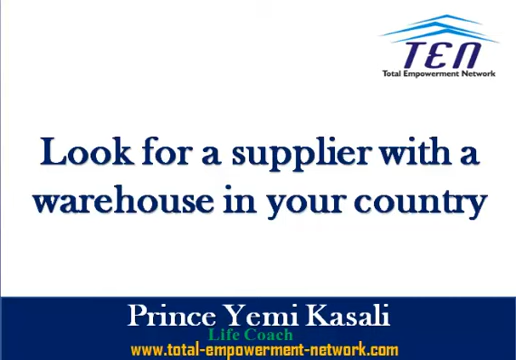 TEN
Total Empowerment Network
Look for a supplier with a
warehouse in your country
Prince Yemi Kasali
Life Coach
www.total-empowerment-network.com